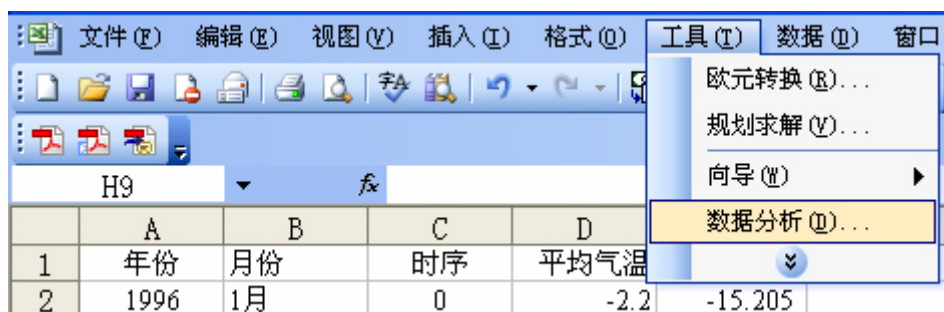 文件(F) 编辑(E) 视图(V) 插入(I) 格式(O) 工具(T) 数据(D) 窗口
欧元转换(R)...
规划求解(V)...
H9 fx 向导(W)
A B C D 数据分析(D)...
1 年份 月份 时序 平均气温
2 1996 1月 0 -2.2 -15.205